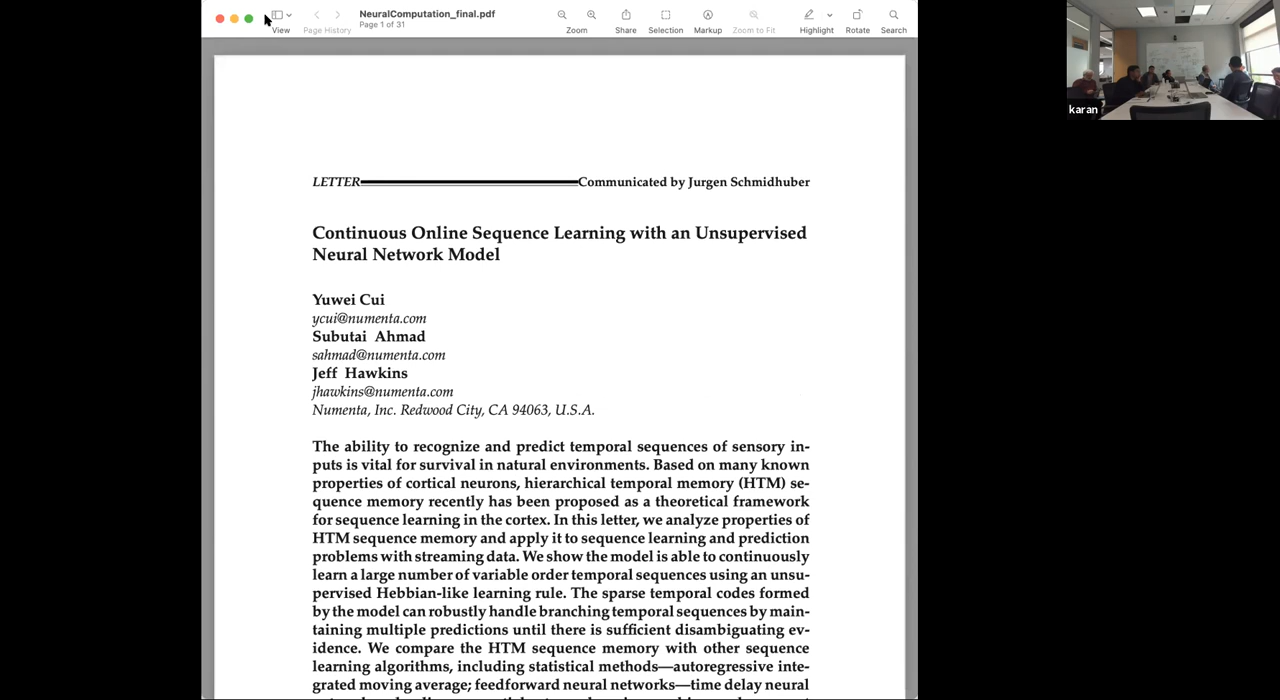 NeuralComputation_final.pdf
Page 1 of 31
View
Page History
Zoom
Share
Selection
Markup
Zoom to Fit
Highlight
Rotate
Search
karan
LETTER Communicated by Jurgen Schmidhuber
Continuous Online Sequence Learning with an Unsupervised
Neural Network Model
Yuwei Cui
ycui@numenta.com
Subutai Ahmad
sahmad@numenta.com
Jeff Hawkins
jhawkins@numenta.com
Numenta, Inc. Redwood City, CA 94063, U.S.A.
The ability to recognize and predict temporal sequences of sensory in-
puts is vital for survival in natural environments. Based on many known
properties of cortical neurons, hierarchical temporal memory (HTM) se-
quence memory recently has been proposed as a theoretical framework
for sequence learning in the cortex. In this letter, we analyze properties of
HTM sequence memory and apply it to sequence learning and prediction
problems with streaming data. We show the model is able to continuously
learn a large number of variable order temporal sequences using an unsu-
pervised Hebbian-like learning rule. The sparse temporal codes formed
by the model can robustly handle branching temporal sequences by main-
taining multiple predictions until there is sufficient disambiguating ev-
idence. We compare the HTM sequence memory with other sequence
learning algorithms, including statistical methods—autoregressive inte-
grated moving average; feedforward neural networks—time delay neural